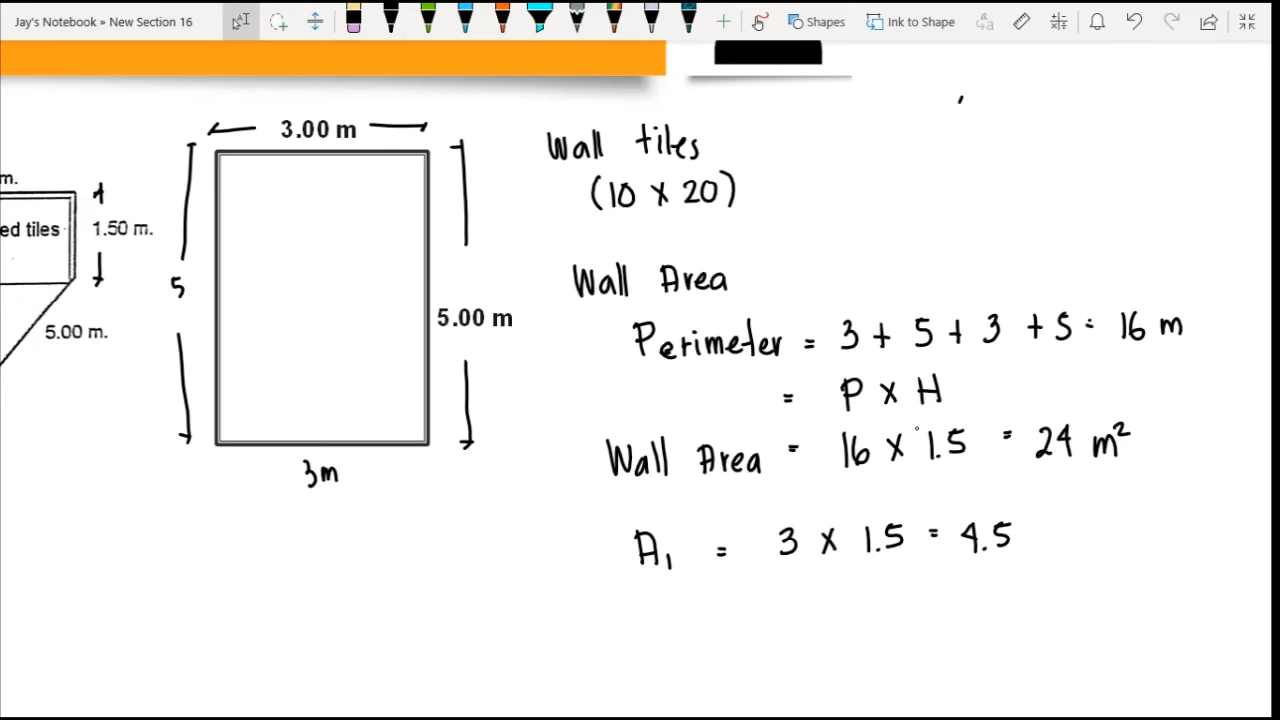 Jay's Notebook » New Section 16
Shapes
Ink to Shape
m.
ed tiles
1.50 m.
5.00 m.
3.00 m
5
5.00 m
3m
Wall tiles
(10 x 20)
Wall Area
Perimeter = 3 + 5 + 3 + 5 = 16 m
= P x H
Wall Area = 16 x 1.5 = 24 m²
A₁ = 3 x 1.5 = 4.5